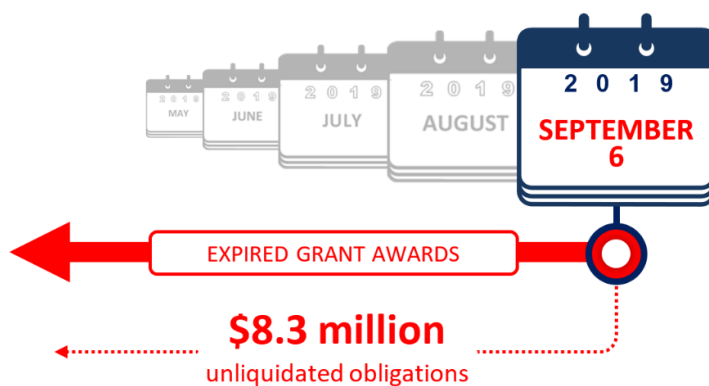 2019
MAY
2019
JUNE
2019
JULY
2019
AUGUST
2019
SEPTEMBER
6
EXPIRED GRANT AWARDS
$8.3 million
unliquidated obligations